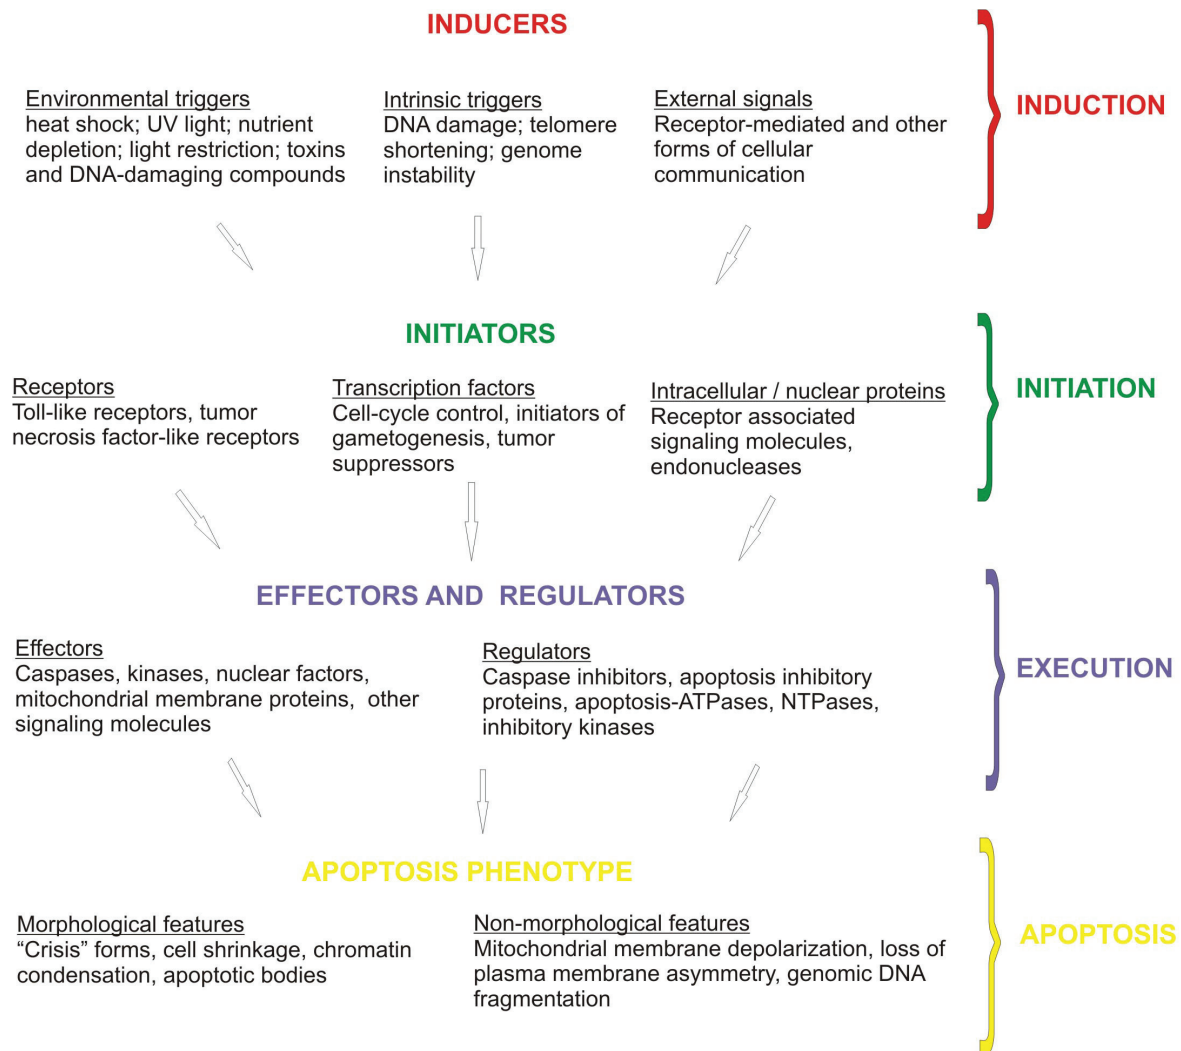 INDUCERS
Environmental triggers
heat shock; UV light; nutrient
depletion; light restriction; toxins
and DNA-damaging compounds
Intrinsic triggers
DNA damage; telomere
shortening; genome
instability
External signals
Receptor-mediated and other
forms of cellular
communication
INDUCTION
INITIATORS
Receptors
Toll-like receptors, tumor
necrosis factor-like receptors
Transcription factors
Cell-cycle control, initiators of
gametogenesis, tumor
suppressors
Intracellular / nuclear proteins
Receptor associated
signaling molecules,
endonucleases
INITIATION
EFFECTORS AND REGULATORS
Effectors
Caspases, kinases, nuclear factors,
mitochondrial membrane proteins, other
signaling molecules
Regulators
Caspase inhibitors, apoptosis inhibitory
proteins, apoptosis-ATPases, NTPases,
inhibitory kinases
EXECUTION
APOPTOSIS PHENOTYPE
Morphological features
“Crisis” forms, cell shrinkage, chromatin
condensation, apoptotic bodies
Non-morphological features
Mitochondrial membrane depolarization, loss of
plasma membrane asymmetry, genomic DNA
fragmentation
APOPTOSIS